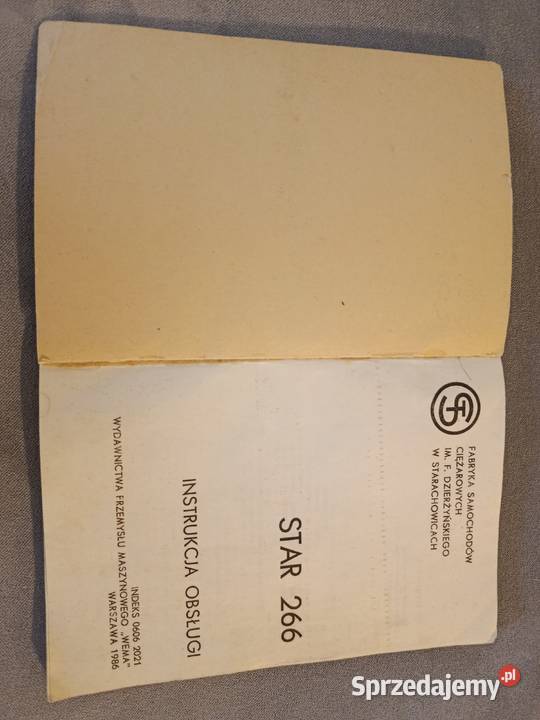 FABRYKA SAMOCHODÓW
CIĘŻAROWYCH
IM. F. DZIERŻYŃSKIEGO
W STARACHOWICACH
STAR 266
INSTRUKCJA OBSŁUGI
INDEKS 0606 2021
WYDAWNICTWA PRZEMYSŁU MASZYNOWEGO „WEMA"
WARSZAWA 1986
Sprzedajemy.pl